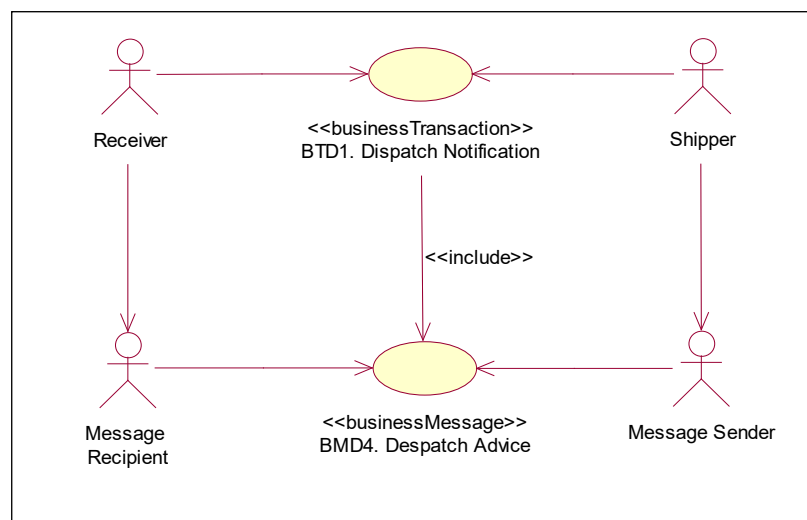 <<businessTransaction>>
BTD1. Dispatch Notification
Receiver
Shipper
<<include>>
<<businessMessage>>
BMD4. Despatch Advice
Message
Recipient
Message Sender